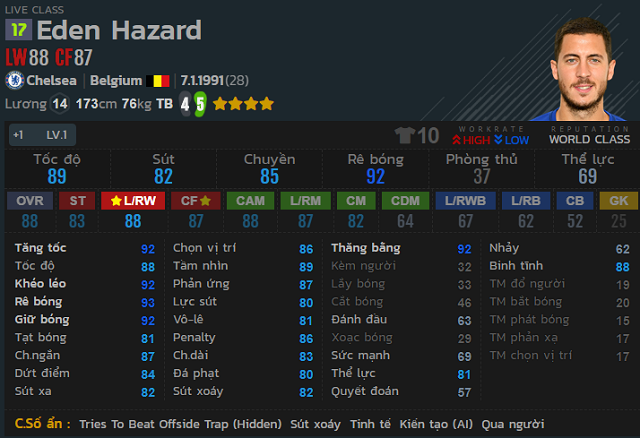 LIVE CLASS
17 Eden Hazard
LW88 CF87
Chelsea Belgium 7.1.1991(28)
Lương 14 173cm 76kg TB 4 5
+1 LV.1
10 WORKRATE HIGH LOW REPUTATION WORLD CLASS
Tốc độ Sút Chuyền Rê bóng Phòng thủ Thể lực
89 82 85 92 37 69
OVR ST L/RW CF CAM L/RM CM CDM L/RWB L/RB CB GK
88 83 88 87 88 87 82 64 67 62 52 25
Tăng tốc 92 Chọn vị trí 86 Thăng bằng 92 Nhảy 62
Tốc độ 88 Tầm nhìn 89 Kèm người 32 Bình tĩnh 88
Khéo léo 92 Phản ứng 87 Lấy bóng 33 TM đổ người 19
Rê bóng 93 Lực sút 80 Cắt bóng 46 TM bắt bóng 20
Giữ bóng 92 Vô-lê 81 Xoạc bóng 29 TM phát bóng 15
Tạt bóng 81 Penalty 86 Đánh đầu 63 TM phản xạ 17
Ch.ngắn 87 Ch.dài 83 Sức mạnh 69 TM chọn vị trí 17
Dứt điểm 84 Đá phạt 80 Thể lực 81
Sút xa 82 Sút xoáy 82 Quyết đoán 57
C.Số ẩn : Tries To Beat Offside Trap (Hidden) Sút xoáy Tinh tế Kiến tạo (AI) Qua người